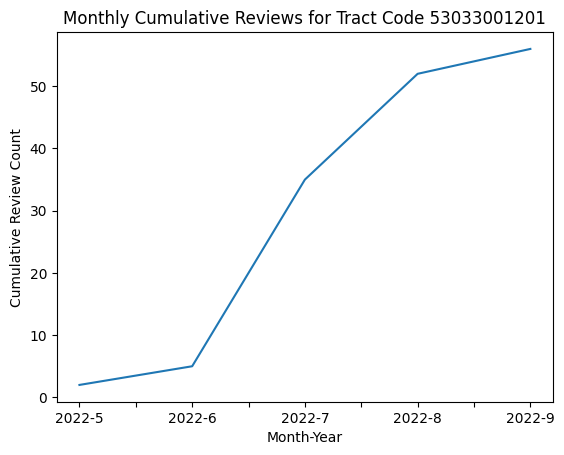 Monthly Cumulative Reviews for Tract Code 53033001201
Cumulative Review Count
50
40
30
20
10
0
2022-5 2022-6 2022-7 2022-8 2022-9
Month-Year